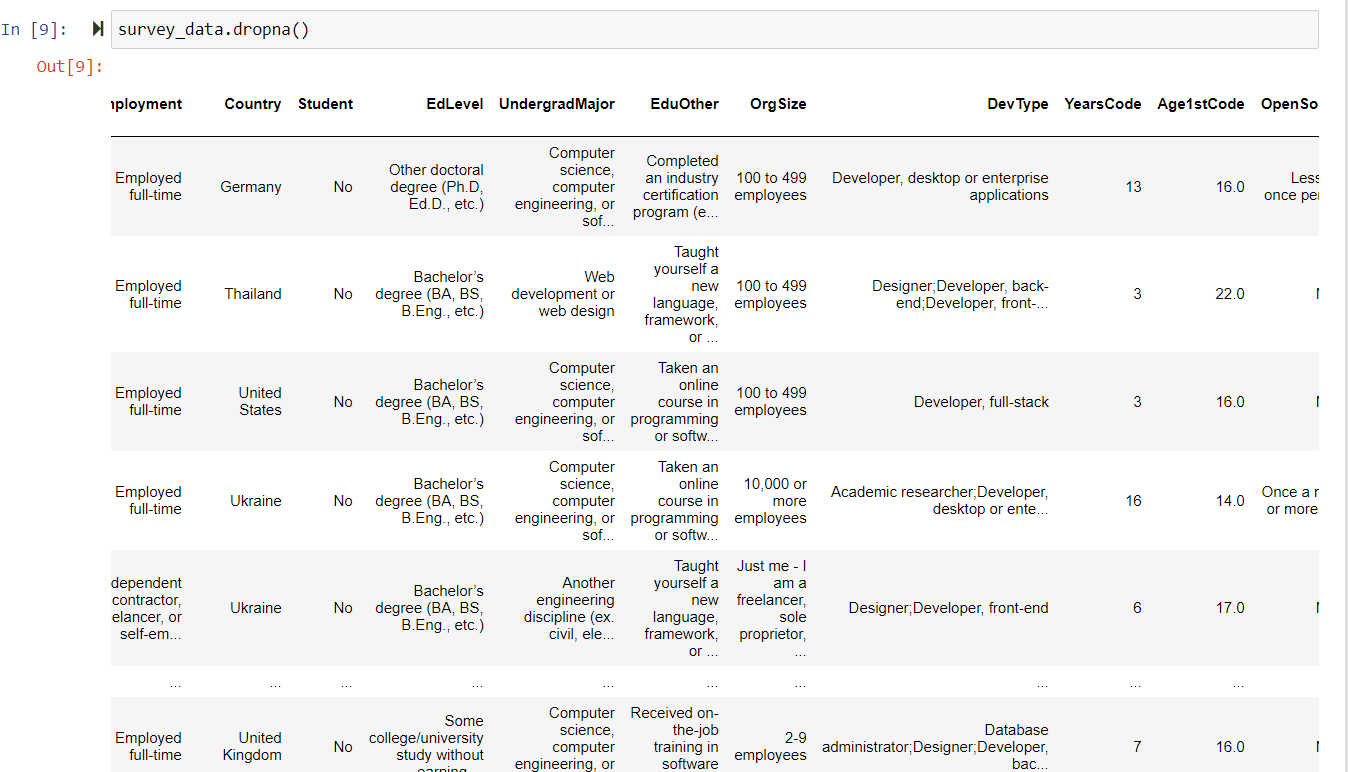 In [9]: survey_data.dropna()
Out[9]:
mployment Country Student EdLevel UndergradMajor EduOther OrgSize DevType YearsCode Age1stCode OpenSo
Employed full-time Germany No Other doctoral degree (Ph.D, Ed.D., etc.) Computer science, computer engineering, or sof... Completed an industry certification program (e... 100 to 499 employees Developer, desktop or enterprise applications 13 16.0 Less once per
Employed full-time Thailand No Bachelor’s degree (BA, BS, B.Eng., etc.) Web development or web design Taught yourself a new language, framework, or ... 100 to 499 employees Designer;Developer, back-end;Developer, front-... 3 22.0
Employed full-time United States No Bachelor’s degree (BA, BS, B.Eng., etc.) Computer science, computer engineering, or sof... Taken an online course in programming or softw... 100 to 499 employees Developer, full-stack 3 16.0
Employed full-time Ukraine No Bachelor’s degree (BA, BS, B.Eng., etc.) Computer science, computer engineering, or sof... Taken an online course in programming or softw... 10,000 or more employees Academic researcher;Developer, desktop or ente... 16 14.0 Once a or more
dependent contractor, elancer, or self-em... Ukraine No Bachelor’s degree (BA, BS, B.Eng., etc.) Another engineering discipline (ex. civil, ele... Taught yourself a new language, framework, or ... Just me - I am a freelancer, sole proprietor, ... Designer;Developer, front-end 6 17.0
... ... ... ... ... ... ... ... ... ...
Employed full-time United Kingdom No Some college/university study without earning Computer science, computer engineering, or Received on-the-job training in software 2-9 employees Database administrator;Designer;Developer, bac... 7 16.0